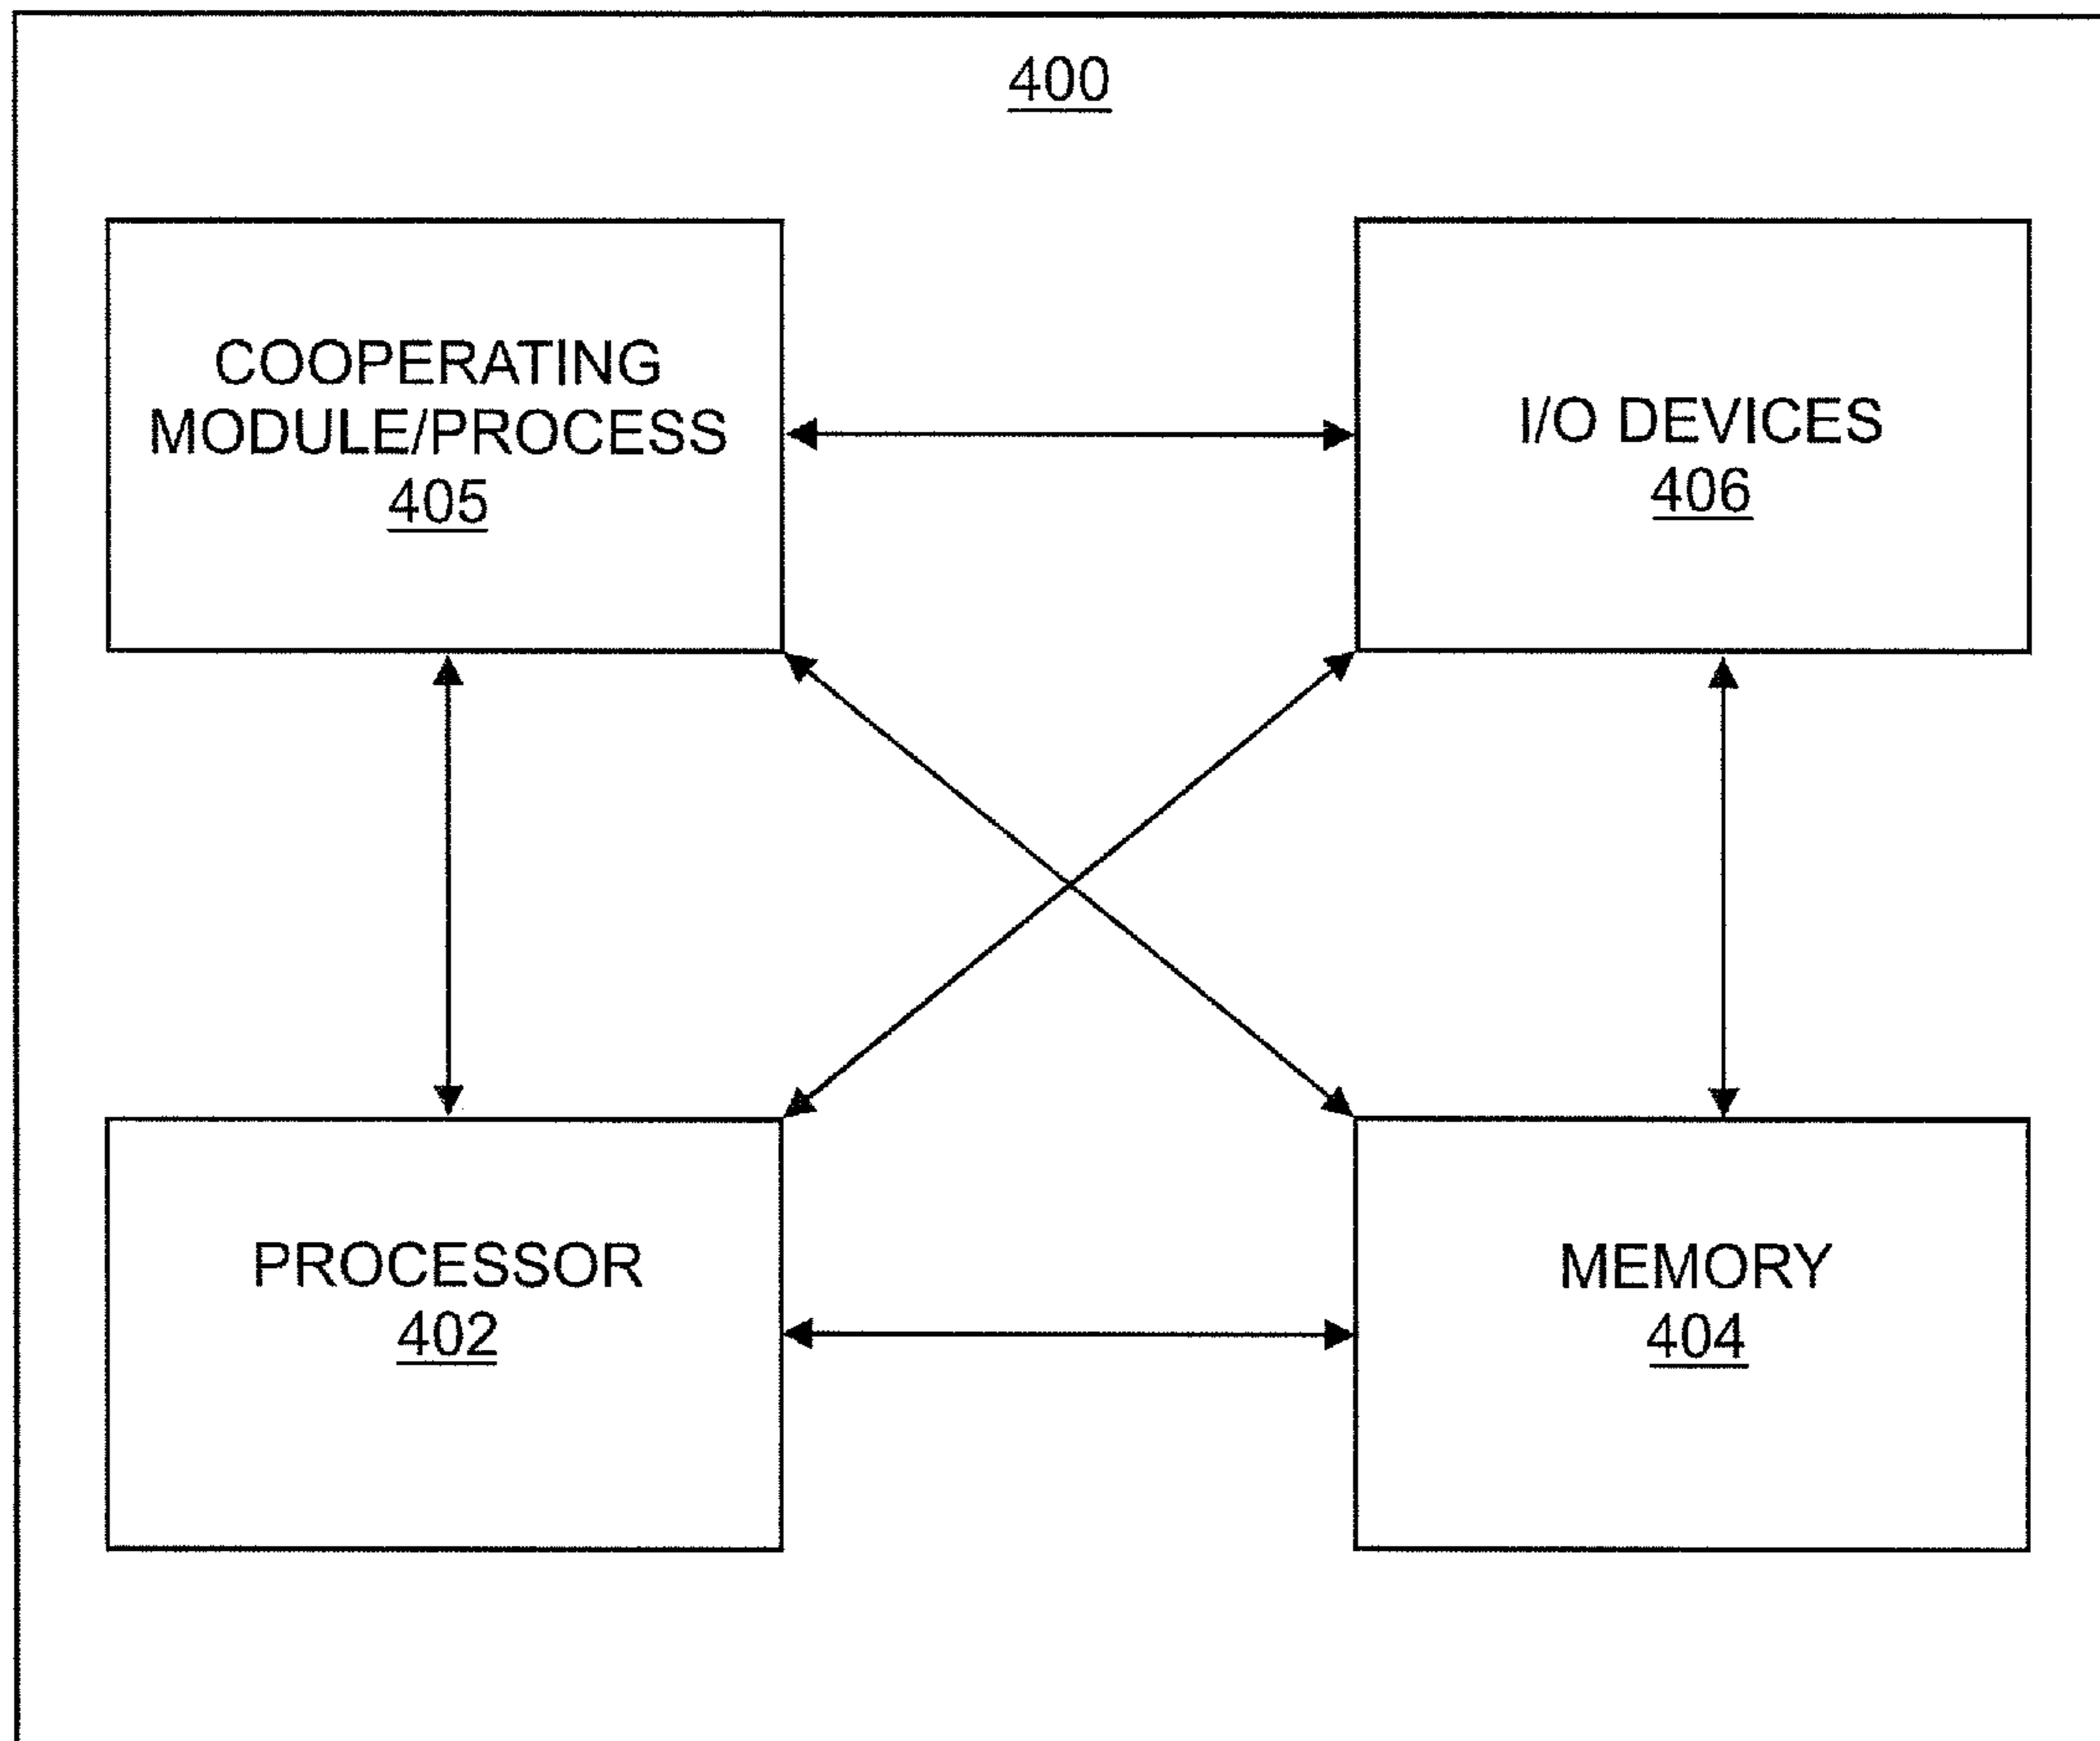 400
COOPERATING
MODULE/PROCESS
405
I/O DEVICES
406
PROCESSOR
402
MEMORY
404